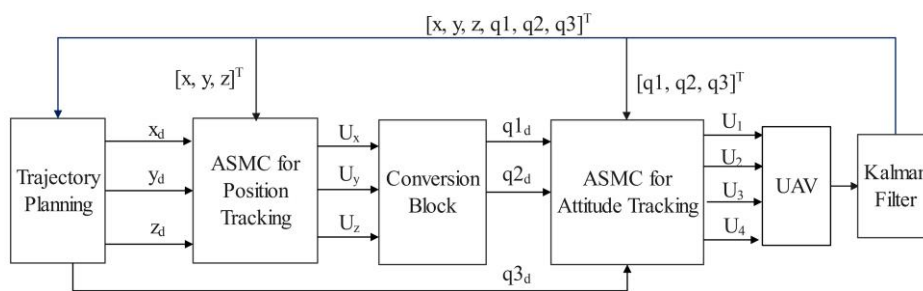 [x, y, z, q1, q2, q3]ᵀ
[x, y, z]ᵀ
[q1, q2, q3]ᵀ
Trajectory
Planning
x_d
y_d
z_d
ASMC for
Position
Tracking
U_x
U_y
U_z
Conversion
Block
q1_d
q2_d
ASMC for
Attitude Tracking
U_1
U_2
U_3
U_4
UAV
Kalman
Filter
q3_d